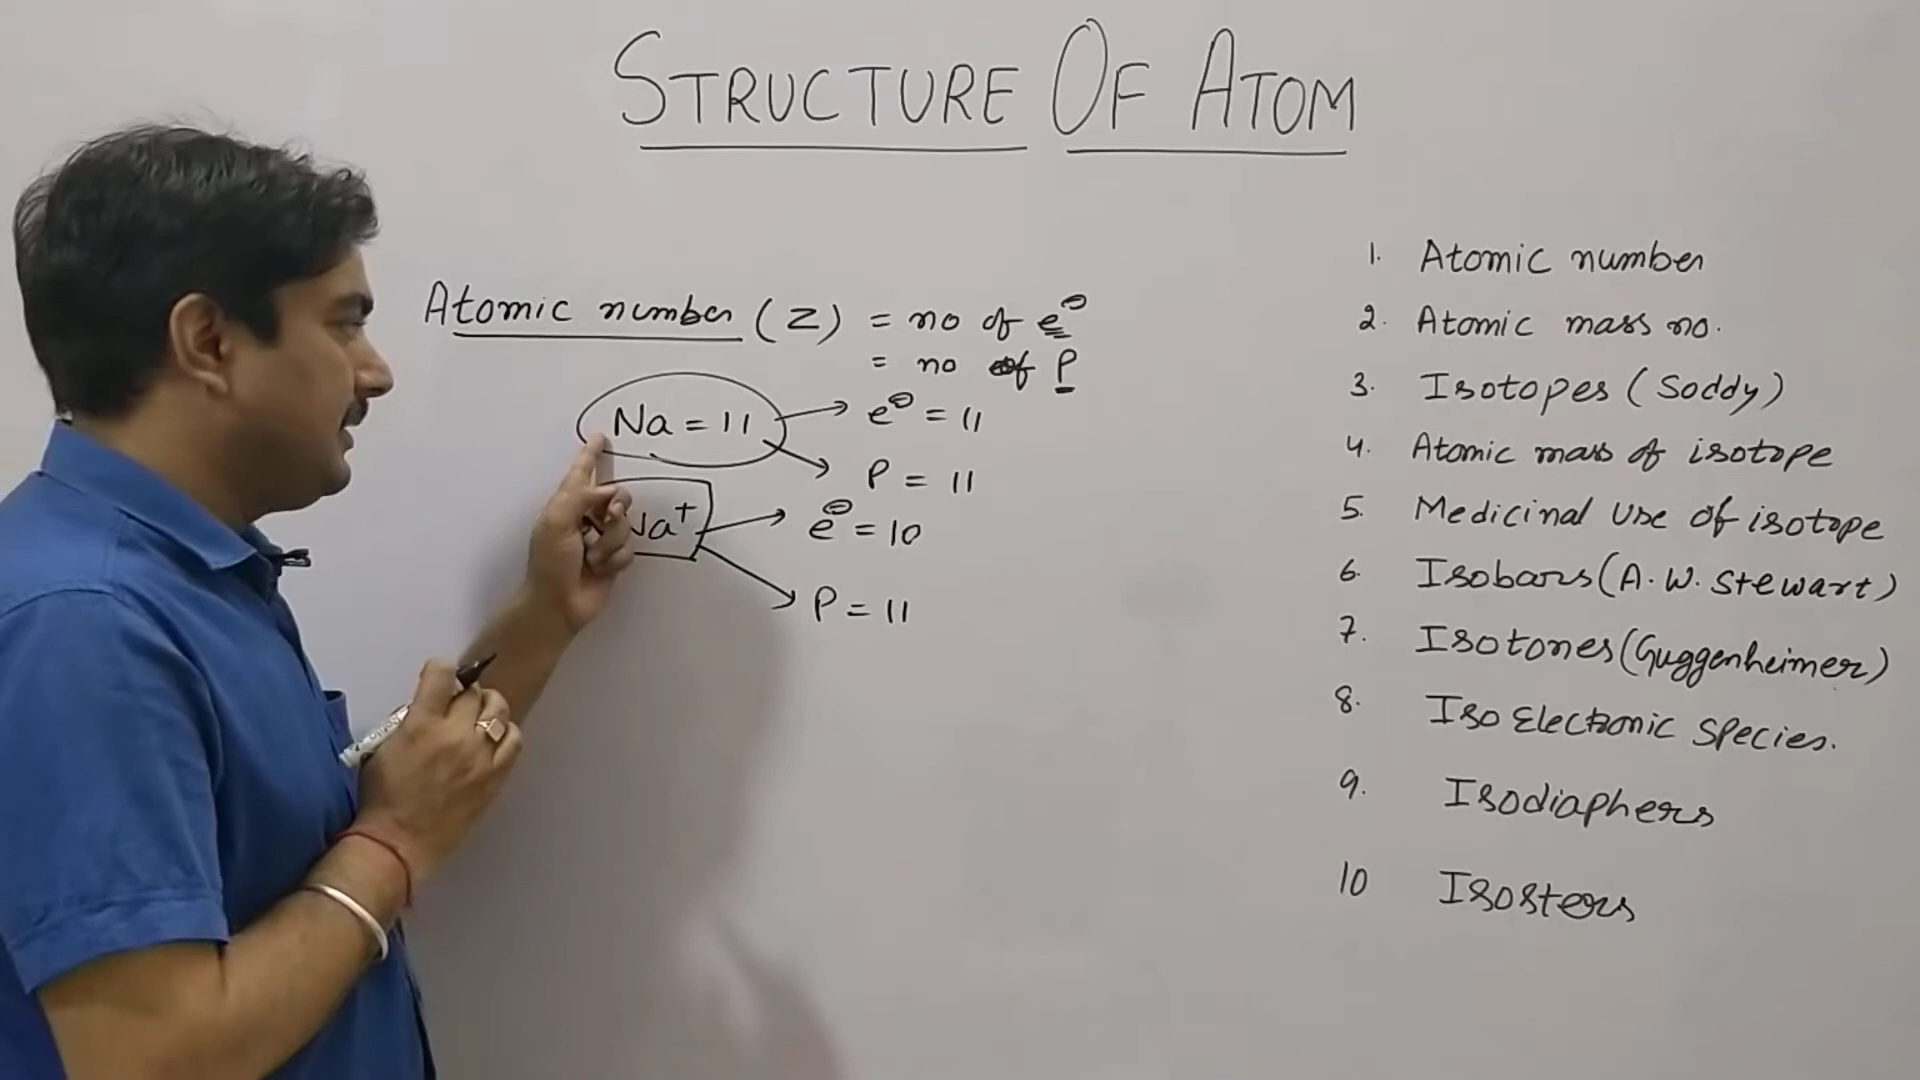 STRUCTURE OF ATOM
Atomic number (Z) = no of e⊖
= no of P
Na = 11 → e⊖ = 11
→ P = 11
Na⁺ → e⊖ = 10
→ P = 11
1. Atomic number
2. Atomic mass no.
3. Isotopes (Soddy)
4. Atomic mass of isotope
5. Medicinal use of isotope
6. Isobars (A. W. Stewart)
7. Isotones (Guggenheimer)
8. Iso Electronic Species.
9. Isodiaphers
10 Isosters